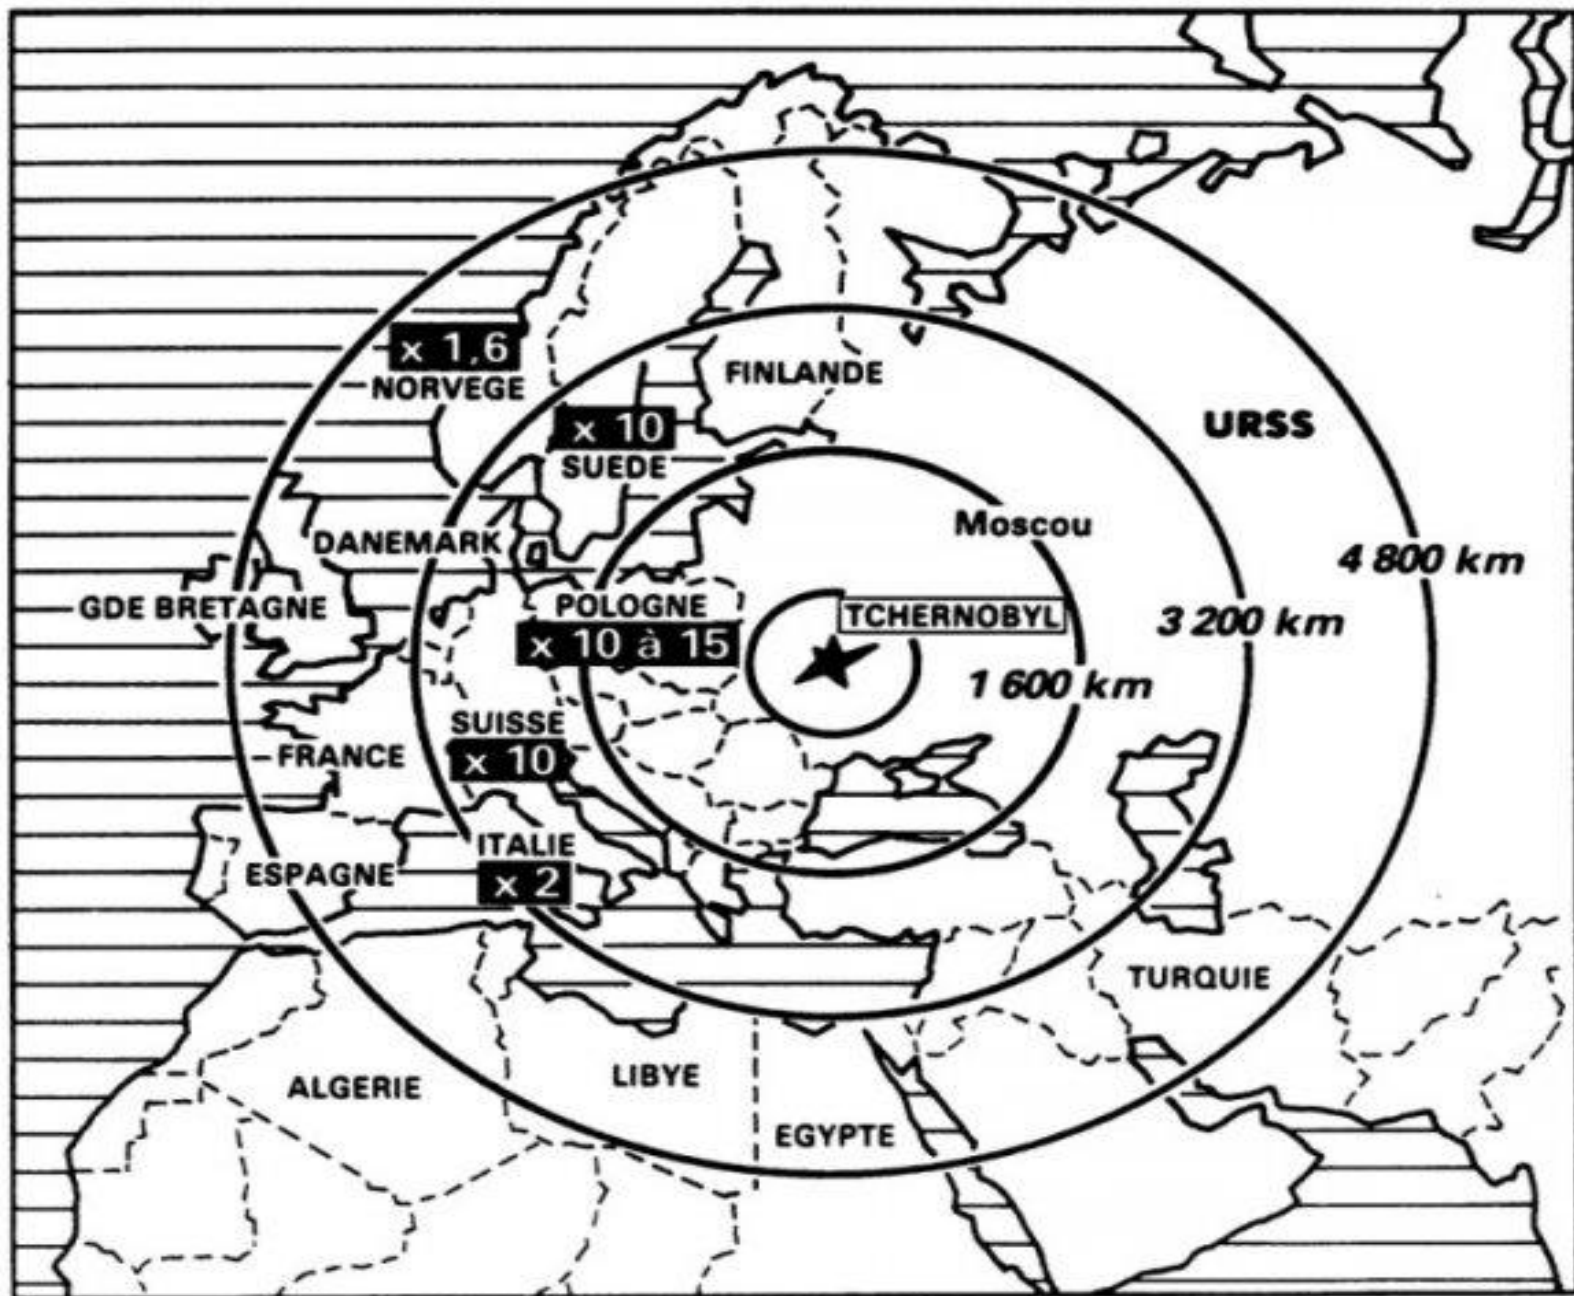 x 1,6
NORVEGE
FINLANDE
x 10
SUEDE
URSS
Moscou
DANEMARK
4 800 km
GDE BRETAGNE
POLOGNE
x 10 à 15
TCHERNOBYL
3 200 km
1 600 km
SUISSE
x 10
FRANCE
ITALIE
x 2
ESPAGNE
TURQUIE
ALGERIE
LIBYE
EGYPTE